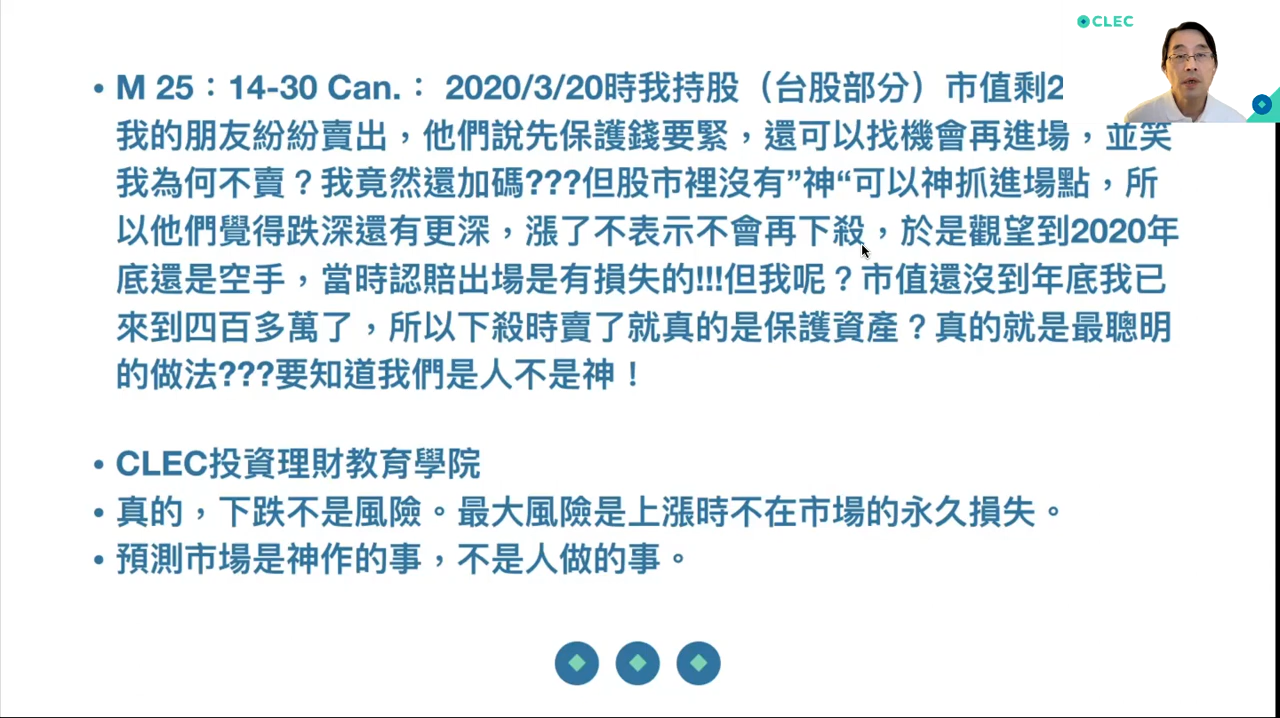 CLEC
• M 25：14-30 Can.： 2020/3/20時我持股（台股部分）市值剩2
我的朋友紛紛賣出，他們說先保護錢要緊，還可以找機會再進場，並笑
我為何不賣？我竟然還加碼???但股市裡沒有”神“可以神抓進場點，所
以他們覺得跌深還有更深，漲了不表示不會再下殺，於是觀望到2020年
底還是空手，當時認賠出場是有損失的!!!但我呢？市值還沒到年底我已
來到四百多萬了，所以下殺時賣了就真的是保護資產？真的就是最聰明
的做法???要知道我們是人不是神！
• CLEC投資理財教育學院
• 真的，下跌不是風險。最大風險是上漲時不在市場的永久損失。
• 預測市場是神作的事，不是人做的事。